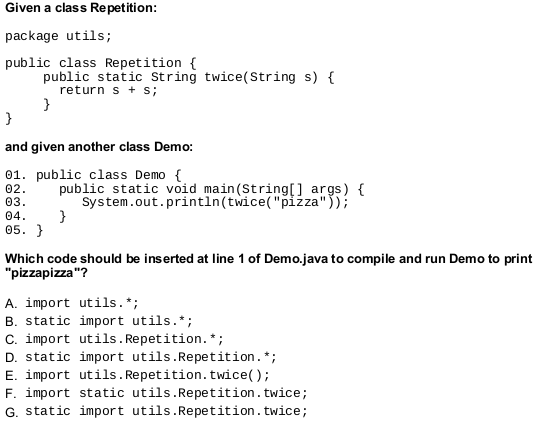 Given a class Repetition:
package utils;
public class Repetition {
public static String twice(String s) {
return s + s;
}
}
and given another class Demo:
01. public class Demo {
02. public static void main(String[] args) {
03. System.out.println(twice("pizza"));
04. }
05. }
Which code should be inserted at line 1 of Demo.java to compile and run Demo to print
"pizzapizza"?
A. import utils.*;
B. static import utils.*;
C. import utils.Repetition.*;
D. static import utils.Repetition.*;
E. import utils.Repetition.twice();
F. import static utils.Repetition.twice;
G. static import utils.Repetition.twice;